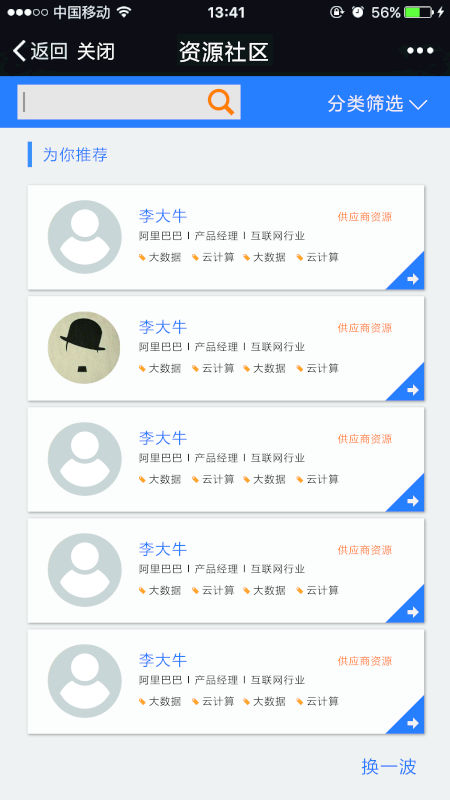 中国移动 13:41 56%
返回 关闭 资源社区
分类筛选
为你推荐
李大牛 供应商资源
阿里巴巴 | 产品经理 | 互联网行业
大数据 云计算 大数据 云计算
李大牛 供应商资源
阿里巴巴 | 产品经理 | 互联网行业
大数据 云计算 大数据 云计算
李大牛 供应商资源
阿里巴巴 | 产品经理 | 互联网行业
大数据 云计算 大数据 云计算
李大牛 供应商资源
阿里巴巴 | 产品经理 | 互联网行业
大数据 云计算 大数据 云计算
李大牛 供应商资源
阿里巴巴 | 产品经理 | 互联网行业
大数据 云计算 大数据 云计算
换一波